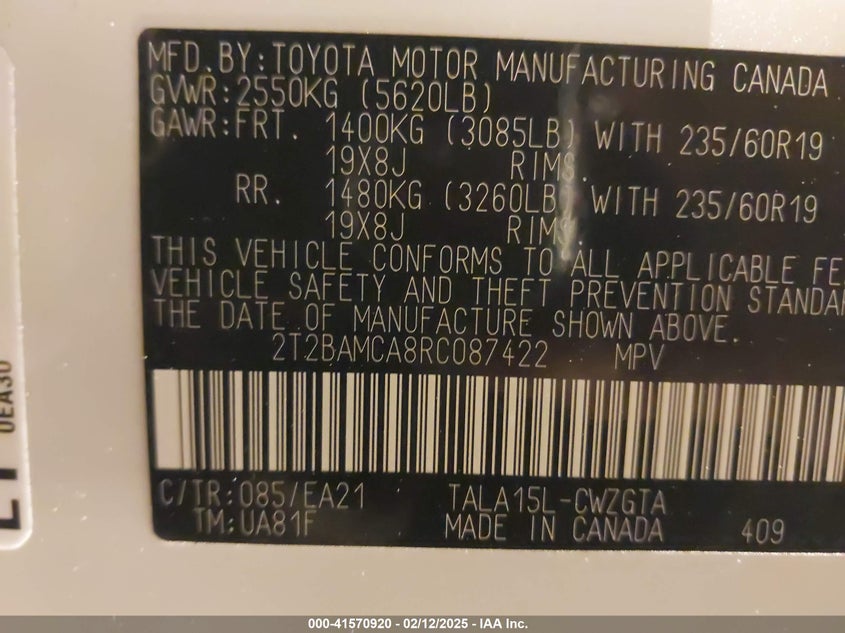 MFD.BY:TOYOTA MOTOR MANUFACTURING CANADA
GVWR:2550KG (5620LB)
GAWR:FRT. 1400KG (3085LB) WITH 235/60R19
19X8J RIMS.
RR. 1480KG (3260LB) WITH 235/60R19
19X8J RIMS.
THIS VEHICLE CONFORMS TO ALL APPLICABLE FE
VEHICLE SAFETY AND THEFT PREVENTION STANDA
THE DATE OF MANUFACTURE SHOWN ABOVE.
2T2BAMCA8RC087422 MPV
C/TR:085/EA21 TALA15L-CWZGTA
TM:UA81F MADE IN CANADA 409
0EA30
000-41570920 – 02/12/2025 – IAA Inc.